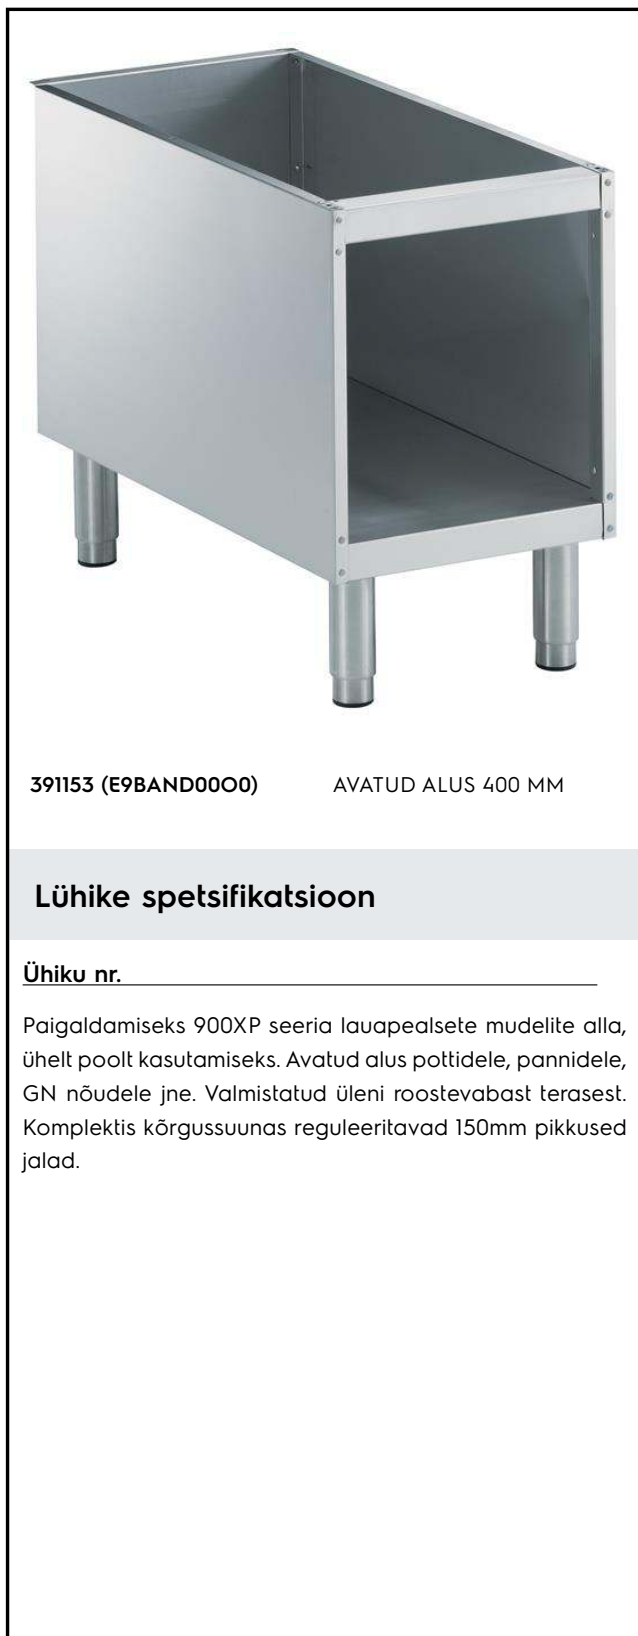 391153 (E9BAND00O0) AVATUD ALUS 400 MM
Lühike spetsifikatsioon
Ühiku nr.
Paigaldamiseks 900XP seeria lauapealsete mudelite alla,
ühelt poolt kasutamiseks. Avatud alus pottidele, pannidele,
GN nõudele jne. Valmistatud üleni roostevabast terasest.
Komplektis kõrgussuunas reguleeritavad 150mm pikkused
jalad.